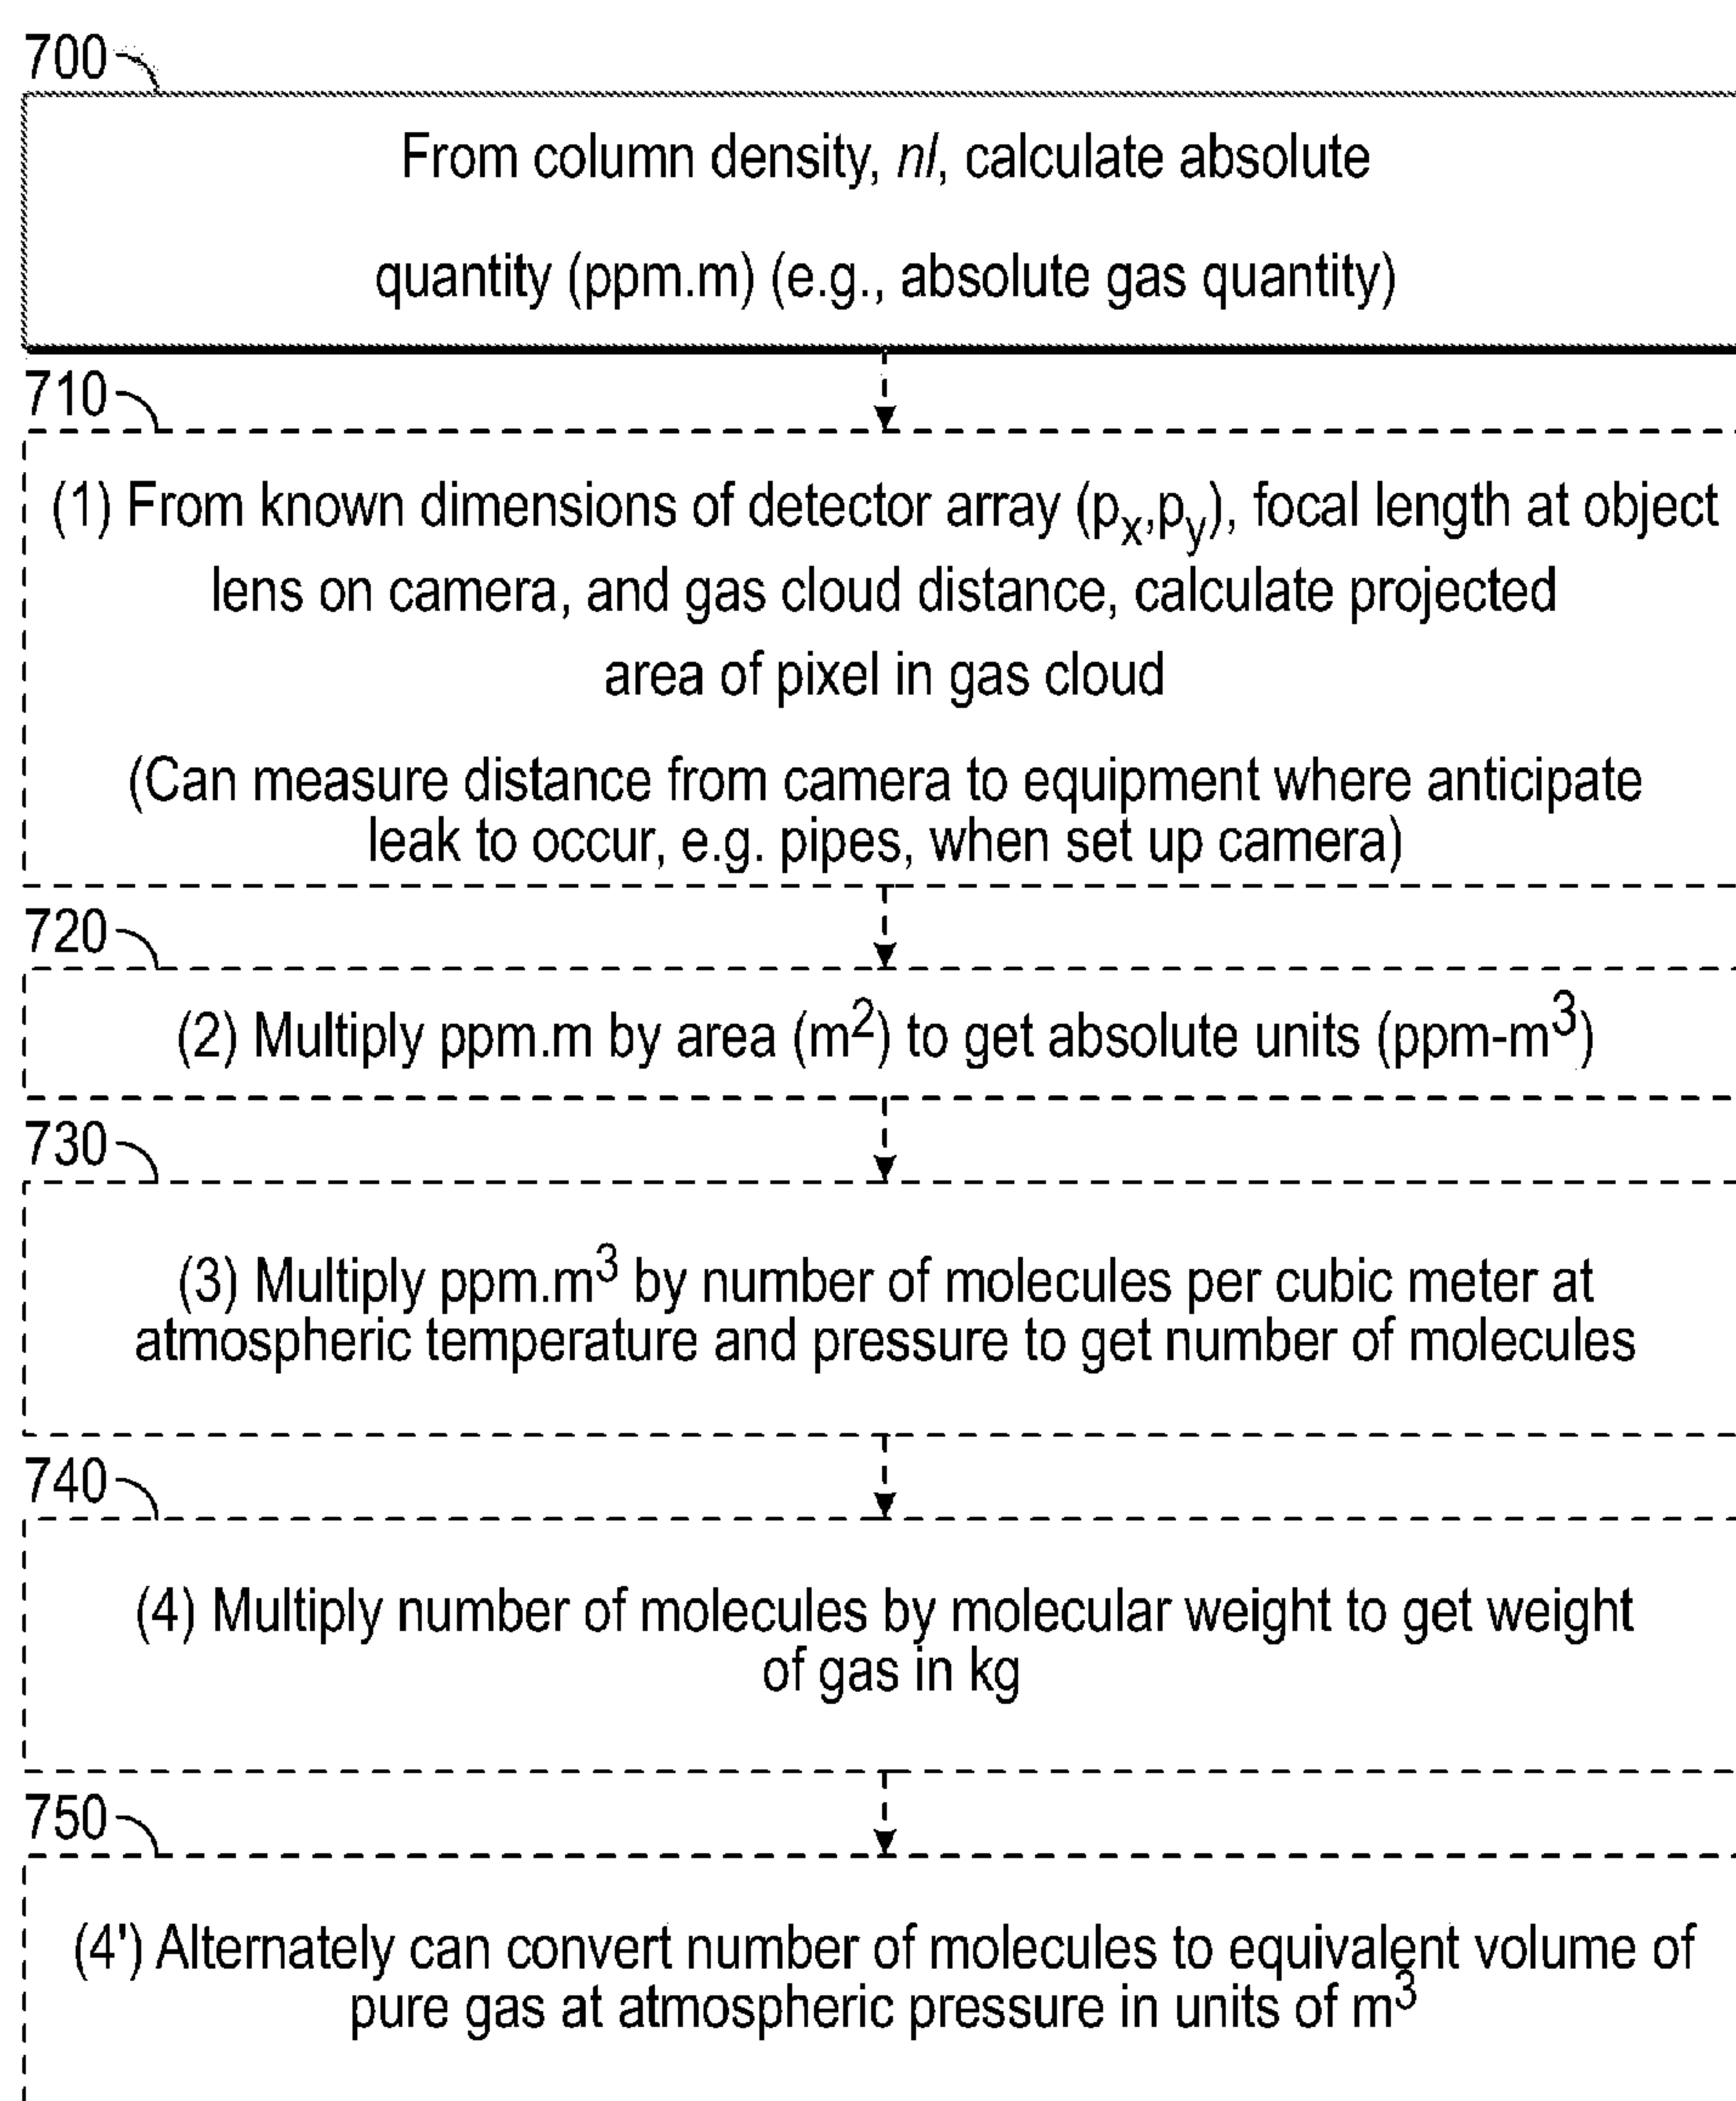 700
From column density, nl, calculate absolute
quantity (ppm.m) (e.g., absolute gas quantity)
710
(1) From known dimensions of detector array (pₓ,p_y), focal length at object
lens on camera, and gas cloud distance, calculate projected
area of pixel in gas cloud
(Can measure distance from camera to equipment where anticipate
leak to occur, e.g. pipes, when set up camera)
720
(2) Multiply ppm.m by area (m²) to get absolute units (ppm-m³)
730
(3) Multiply ppm.m³ by number of molecules per cubic meter at
atmospheric temperature and pressure to get number of molecules
740
(4) Multiply number of molecules by molecular weight to get weight
of gas in kg
750
(4') Alternately can convert number of molecules to equivalent volume of
pure gas at atmospheric pressure in units of m³